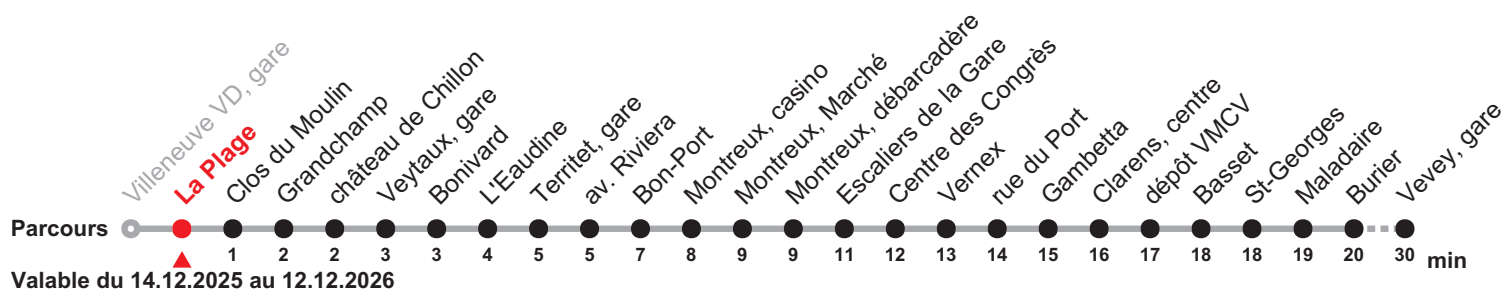 Villeneuve VD, gare
La Plage
Clos du Moulin
Grandchamp
château de Chillon
Veytaux, gare
Bonivard
L'Eaudine
Territet, gare
av. Riviera
Bon-Port
Montreux, casino
Montreux, Marché
Montreux, débarcadère
Escaliers de la Gare
Centre des Congrès
Vernex
rue du Port
Gambetta
Clarens, centre
dépôt VMCV
Basset
St-Georges
Maladaire
Burier
Vevey, gare
Parcours
1 2 2 3 3 4 5 5 7 8 9 9 11 12 13 14 15 16 17 18 18 19 20 30 min
Valable du 14.12.2025 au 12.12.2026